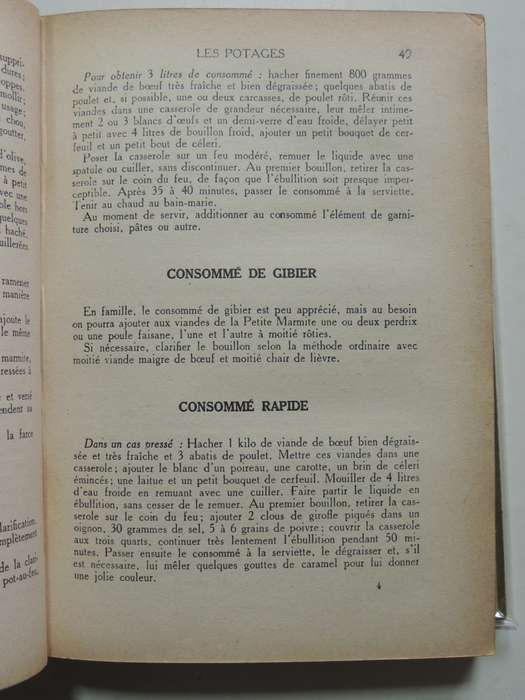 LES POTAGES 49
Pour obtenir 3 litres de consommé : hacher finement 800 grammes
de viande de bœuf très fraîche et bien dégraissée ; quelques abatis de
poulet et, si possible, une ou deux carcasses, de poulet rôti. Réunir ces
viandes dans une casserole de grandeur nécessaire, leur mêler intime-
ment 2 ou 3 blancs d'œufs et un demi-verre d'eau froide, délayer petit
à petit avec 4 litres de bouillon froid, ajouter un petit bouquet de cer-
feuil et un petit bout de céleri.
Poser la casserole sur un feu modéré, remuer le liquide avec une
spatule ou cuiller, sans discontinuer. Au premier bouillon, retirer la cas-
serole sur le coin du feu, de façon que l'ébullition soit presque imper-
ceptible. Après 35 à 40 minutes, passer le consommé à la serviette.
Tenir au chaud au bain-marie.
Au moment de servir, additionner au consommé l'élément de garni-
ture choisi, pâtes ou autre.
CONSOMMÉ DE GIBIER
En famille, le consommé de gibier est peu apprécié, mais au besoin
on pourra ajouter aux viandes de la Petite Marmite une ou deux perdrix
ou une poule faisane, l'une et l'autre à moitié rôties.
Si nécessaire, clarifier le bouillon selon la méthode ordinaire avec
moitié viande maigre de bœuf et moitié chair de lièvre.
CONSOMMÉ RAPIDE
Dans un cas pressé : Hacher 1 kilo de viande de bœuf bien dégrais-
sée et très fraîche et 3 abatis de poulet. Mettre ces viandes dans une
casserole ; ajouter le blanc d'un poireau, une carotte, un brin de céleri
émincés ; une laitue et un petit bouquet de cerfeuil. Mouiller de 4 litres
d'eau froide en remuant avec une cuiller. Faire partir le liquide en
ébullition, sans cesser de le remuer. Au premier bouillon, retirer la cas-
serole sur le coin du feu ; ajouter 2 clous de girofle piqués dans un
oignon, 30 grammes de sel, 5 à 6 grains de poivre ; couvrir la casserole
aux trois quarts, continuer très lentement l'ébullition pendant 50 mi-
nutes. Passer ensuite le consommé à la serviette, le dégraisser et, s'il
est nécessaire, lui mêler quelques gouttes de caramel pour lui donner
une jolie couleur.
4